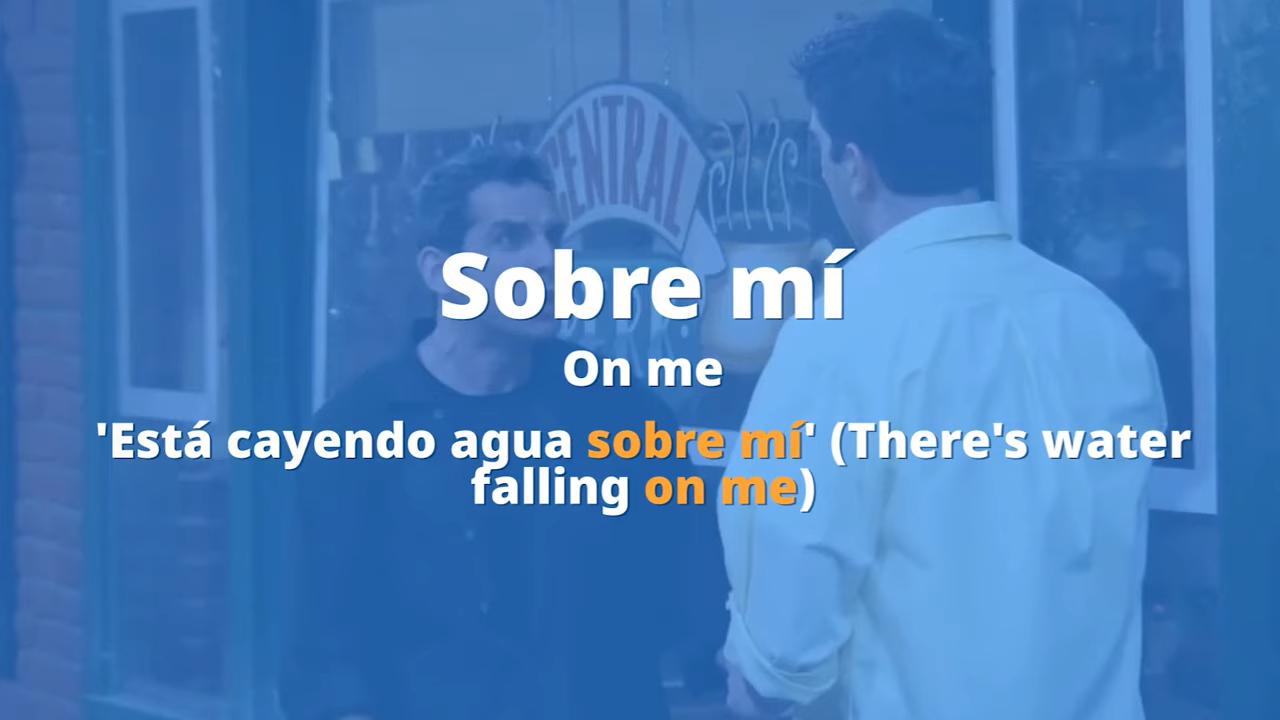 CENTRAL
Sobre mí
On me
'Está cayendo agua sobre mí' (There's water
falling on me)